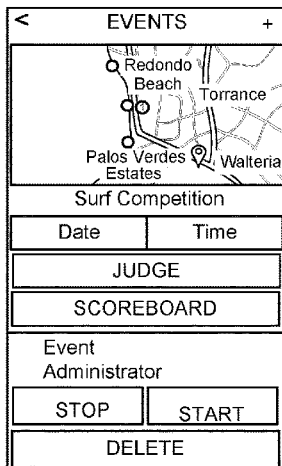 < EVENTS +
Redondo
Beach
Torrance
Palos Verdes
Estates
Walteria
Surf Competition
Date Time
JUDGE
SCOREBOARD
Event
Administrator
STOP START
DELETE